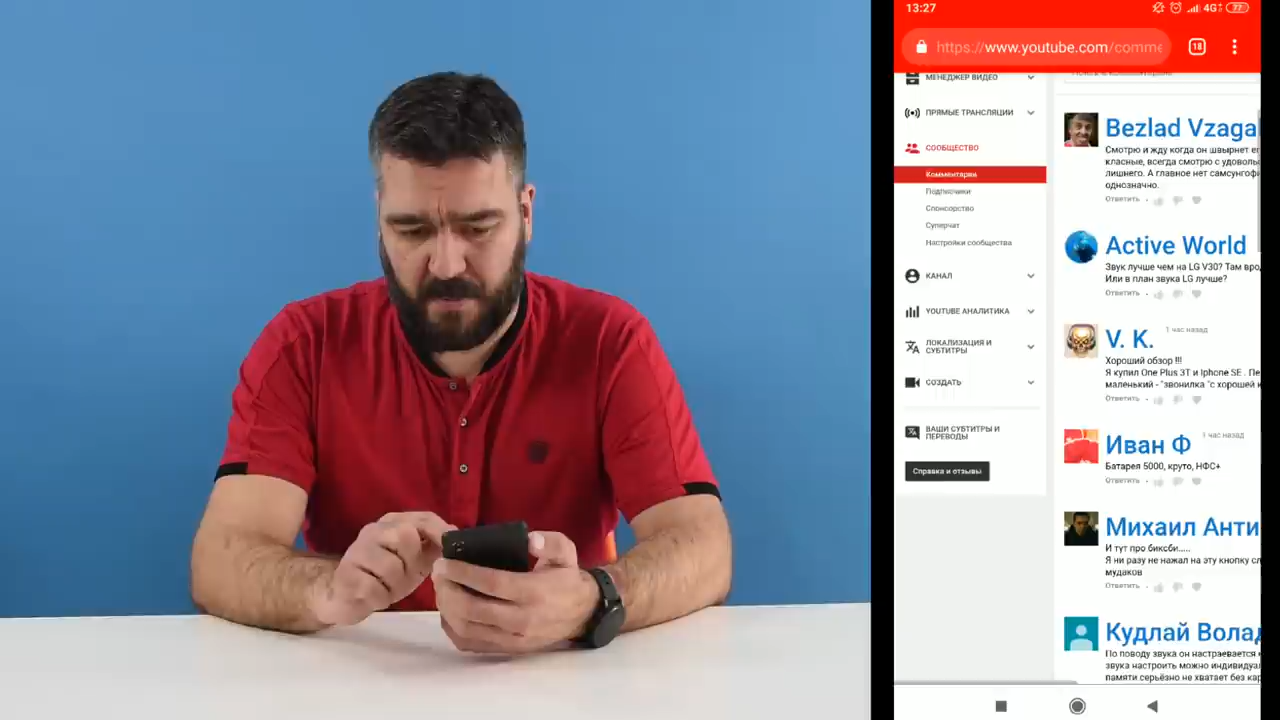 13:27
4G
77
https://www.youtube.com/comme
18
МЕНЕДЖЕР ВИДЕО
ПРЯМЫЕ ТРАНСЛЯЦИИ
СООБЩЕСТВО
Комментарии
Подписчики
Спонсорство
Суперчат
Настройки сообщества
КАНАЛ
YOUTUBE АНАЛИТИКА
ЛОКАЛИЗАЦИЯ И
СУБТИТРЫ
СОЗДАТЬ
ВАШИ СУБТИТРЫ И
ПЕРЕВОДЫ
Справка и отзывы
Bezlad Vzaga
Смотрю и жду когда он швырнет ег
класные, всегда смотрю с удоволь
лишнего. А главное нет самсунгоф
однозначно.
Ответить
Active World
Звук лучше чем на LG V30? Там вро
Или в план звука LG лучше?
Ответить
V. K. 1 час назад
Хороший обзор !!!
Я купил One Plus 3T и Iphone SE . Пе
маленький - "звонилка "с хорошей к
Ответить
Иван Ф 1 час назад
Батарея 5000, круто, НФС+
Ответить
Михаил Анти
И тут про биксби.....
Я ни разу не нажал на эту кнопку сл
мудаков
Ответить
Кудлай Волад
По поводу звука он настраивается
звука настроить можно индивидуал
памяти серьёзно не хватает без кар